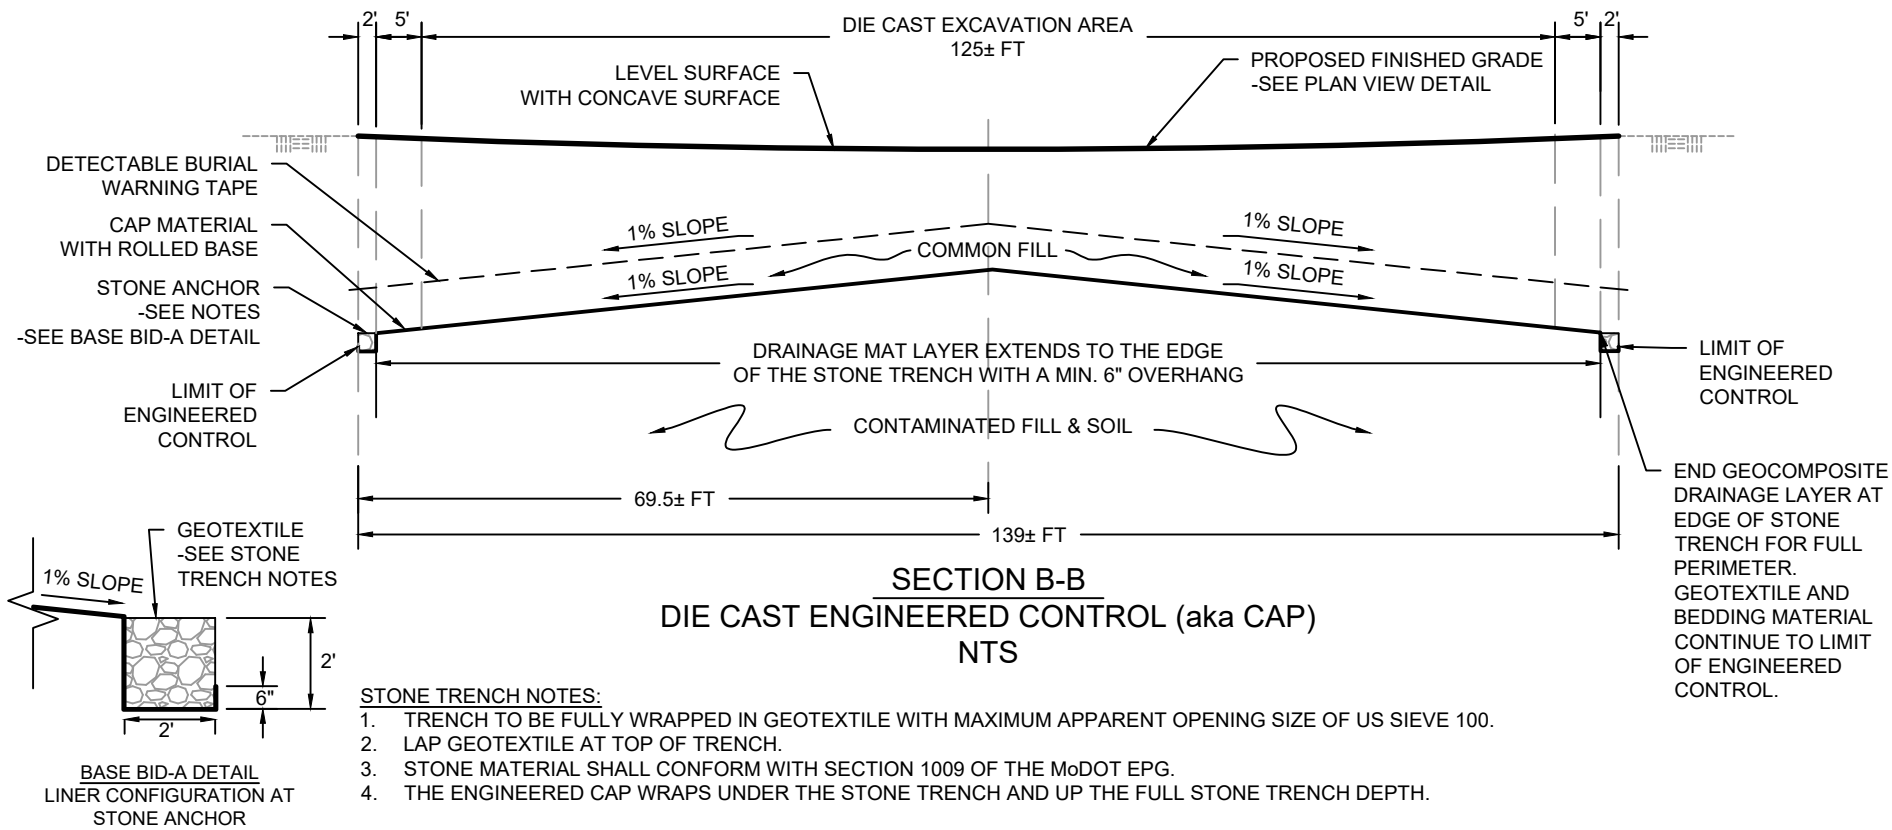 2'
5'
DIE CAST EXCAVATION AREA
125± FT
5'
2'
LEVEL SURFACE
WITH CONCAVE SURFACE
PROPOSED FINISHED GRADE
-SEE PLAN VIEW DETAIL
DETECTABLE BURIAL
WARNING TAPE
CAP MATERIAL
WITH ROLLED BASE
STONE ANCHOR
-SEE NOTES
-SEE BASE BID-A DETAIL
LIMIT OF
ENGINEERED
CONTROL
1% SLOPE
1% SLOPE
COMMON FILL
1% SLOPE
1% SLOPE
DRAINAGE MAT LAYER EXTENDS TO THE EDGE
OF THE STONE TRENCH WITH A MIN. 6" OVERHANG
CONTAMINATED FILL & SOIL
LIMIT OF
ENGINEERED
CONTROL
END GEOCOMPOSITE
DRAINAGE LAYER AT
EDGE OF STONE
TRENCH FOR FULL
PERIMETER.
GEOTEXTILE AND
BEDDING MATERIAL
CONTINUE TO LIMIT
OF ENGINEERED
CONTROL.
69.5± FT
139± FT
SECTION B-B
DIE CAST ENGINEERED CONTROL (aka CAP)
NTS
GEOTEXTILE
-SEE STONE
TRENCH NOTES
1% SLOPE
2'
6"
2'
BASE BID-A DETAIL
LINER CONFIGURATION AT
STONE ANCHOR
STONE TRENCH NOTES:
1. TRENCH TO BE FULLY WRAPPED IN GEOTEXTILE WITH MAXIMUM APPARENT OPENING SIZE OF US SIEVE 100.
2. LAP GEOTEXTILE AT TOP OF TRENCH.
3. STONE MATERIAL SHALL CONFORM WITH SECTION 1009 OF THE MoDOT EPG.
4. THE ENGINEERED CAP WRAPS UNDER THE STONE TRENCH AND UP THE FULL STONE TRENCH DEPTH.